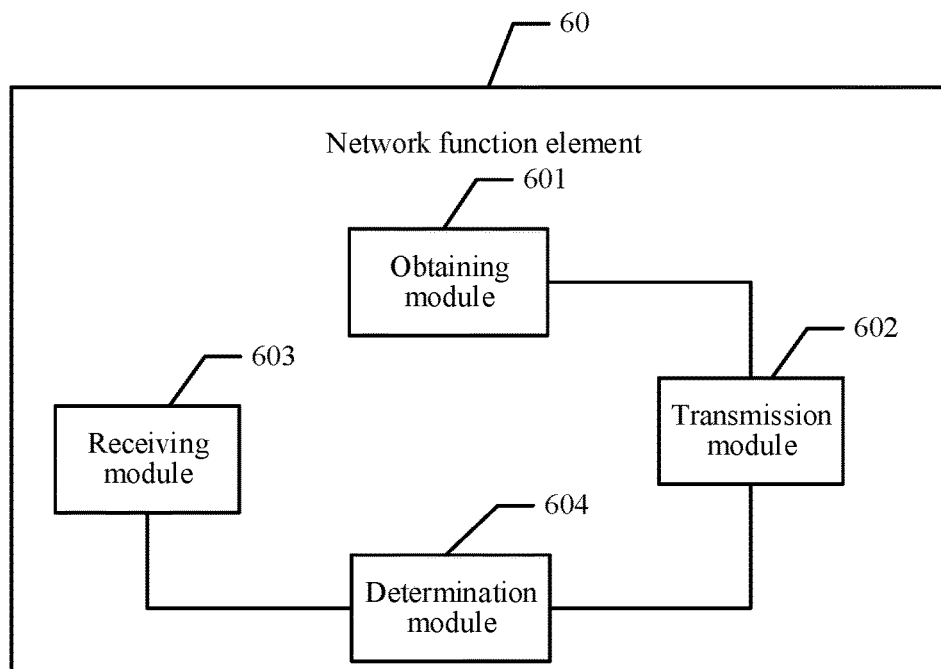 60
Network function element
601
Obtaining
module
602
603
Transmission
module
Receiving
module
604
Determination
module